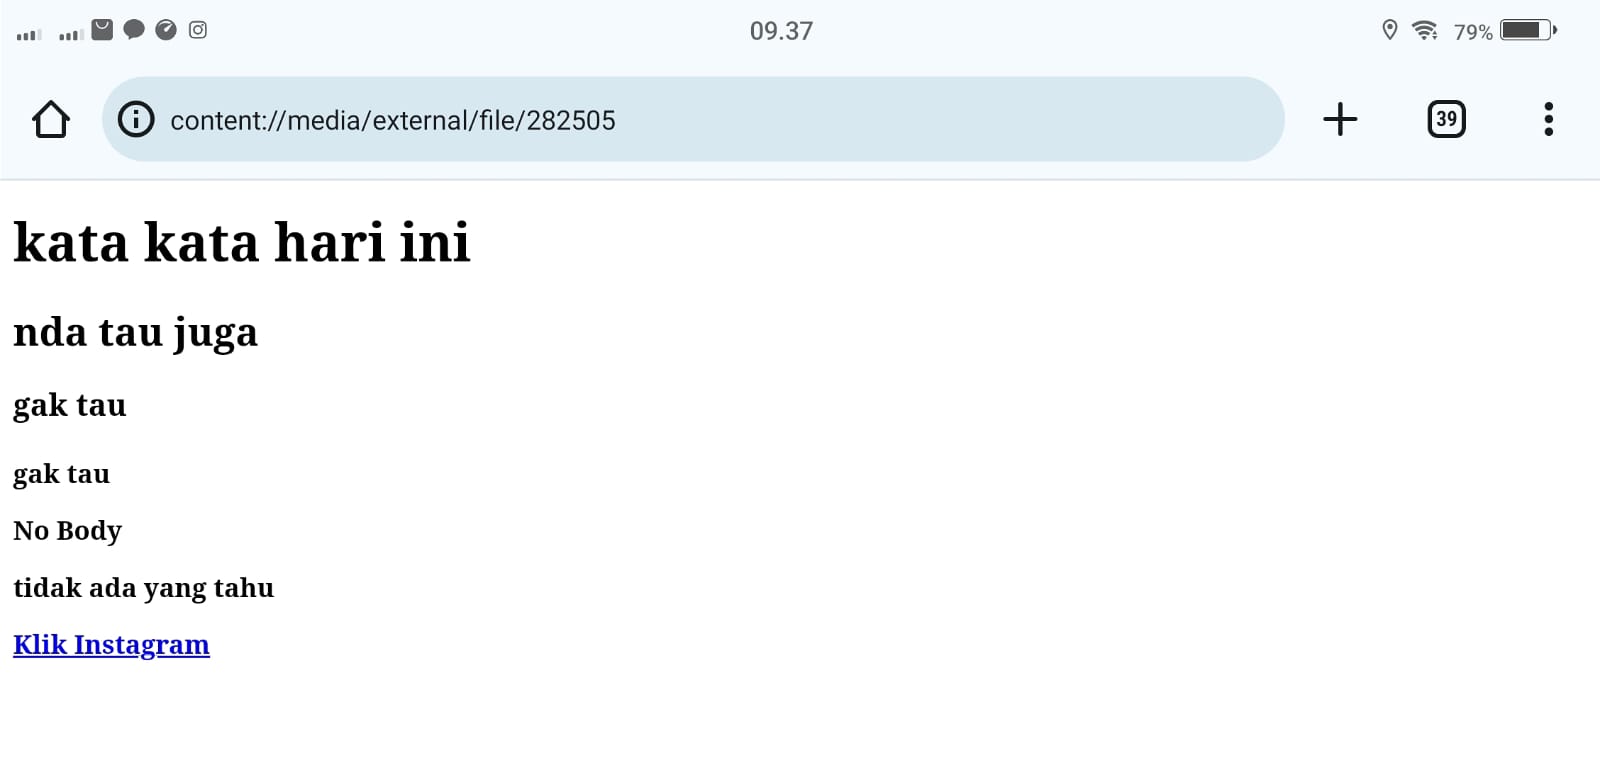 09.37
79%
content://media/external/file/282505
39
kata kata hari ini
nda tau juga
gak tau
gak tau
No Body
tidak ada yang tahu
Klik Instagram